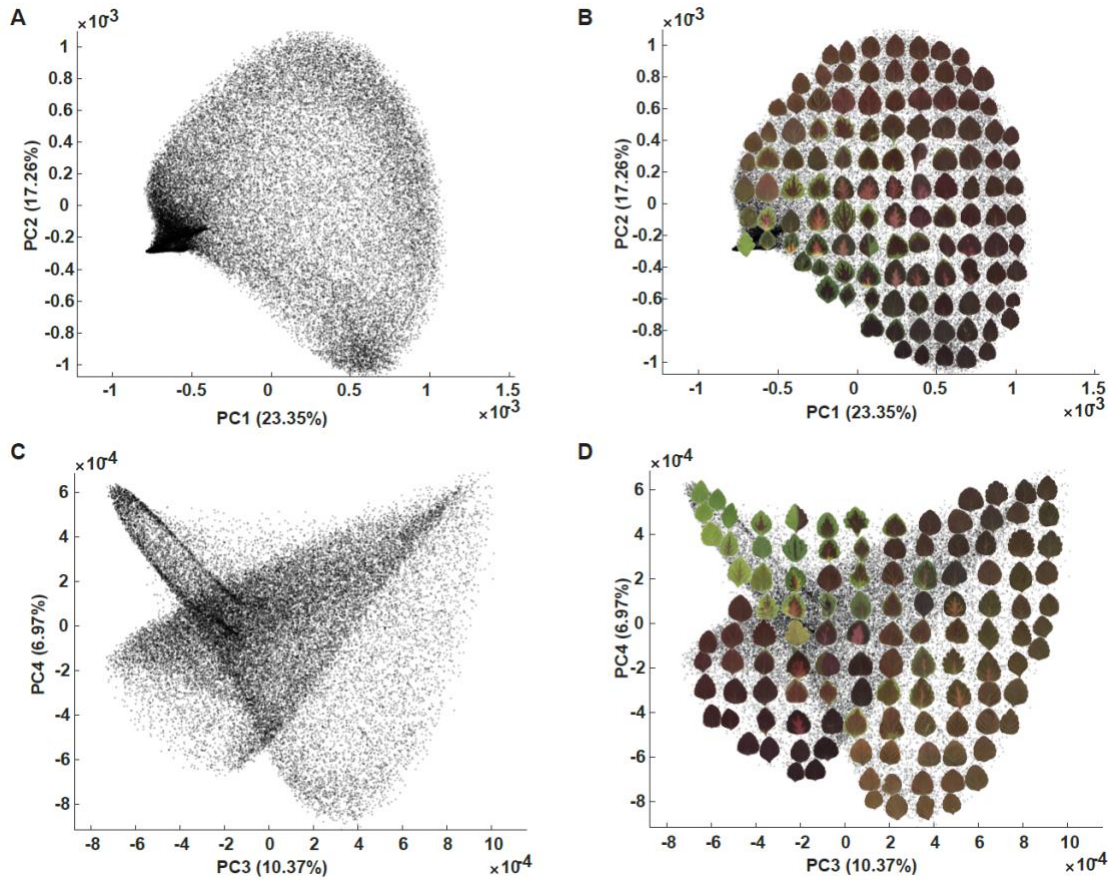 A
×10-3
1
0.8
0.6
0.4
0.2
0
-0.2
-0.4
-0.6
-0.8
-1
PC2 (17.26%)
-1 -0.5 0 0.5 1 1.5
PC1 (23.35%)
×10-3
B
×10-3
1
0.8
0.6
0.4
0.2
0
-0.2
-0.4
-0.6
-0.8
-1
PC2 (17.26%)
-1 -0.5 0 0.5 1 1.5
PC1 (23.35%)
×10-3
C
×10-4
6
4
2
0
-2
-4
-6
-8
PC4 (6.97%)
-8 -6 -4 -2 0 2 4 6 8 10
PC3 (10.37%)
×10-4
D
×10-4
6
4
2
0
-2
-4
-6
-8
PC4 (6.97%)
-8 -6 -4 -2 0 2 4 6 8 10
PC3 (10.37%)
×10-4